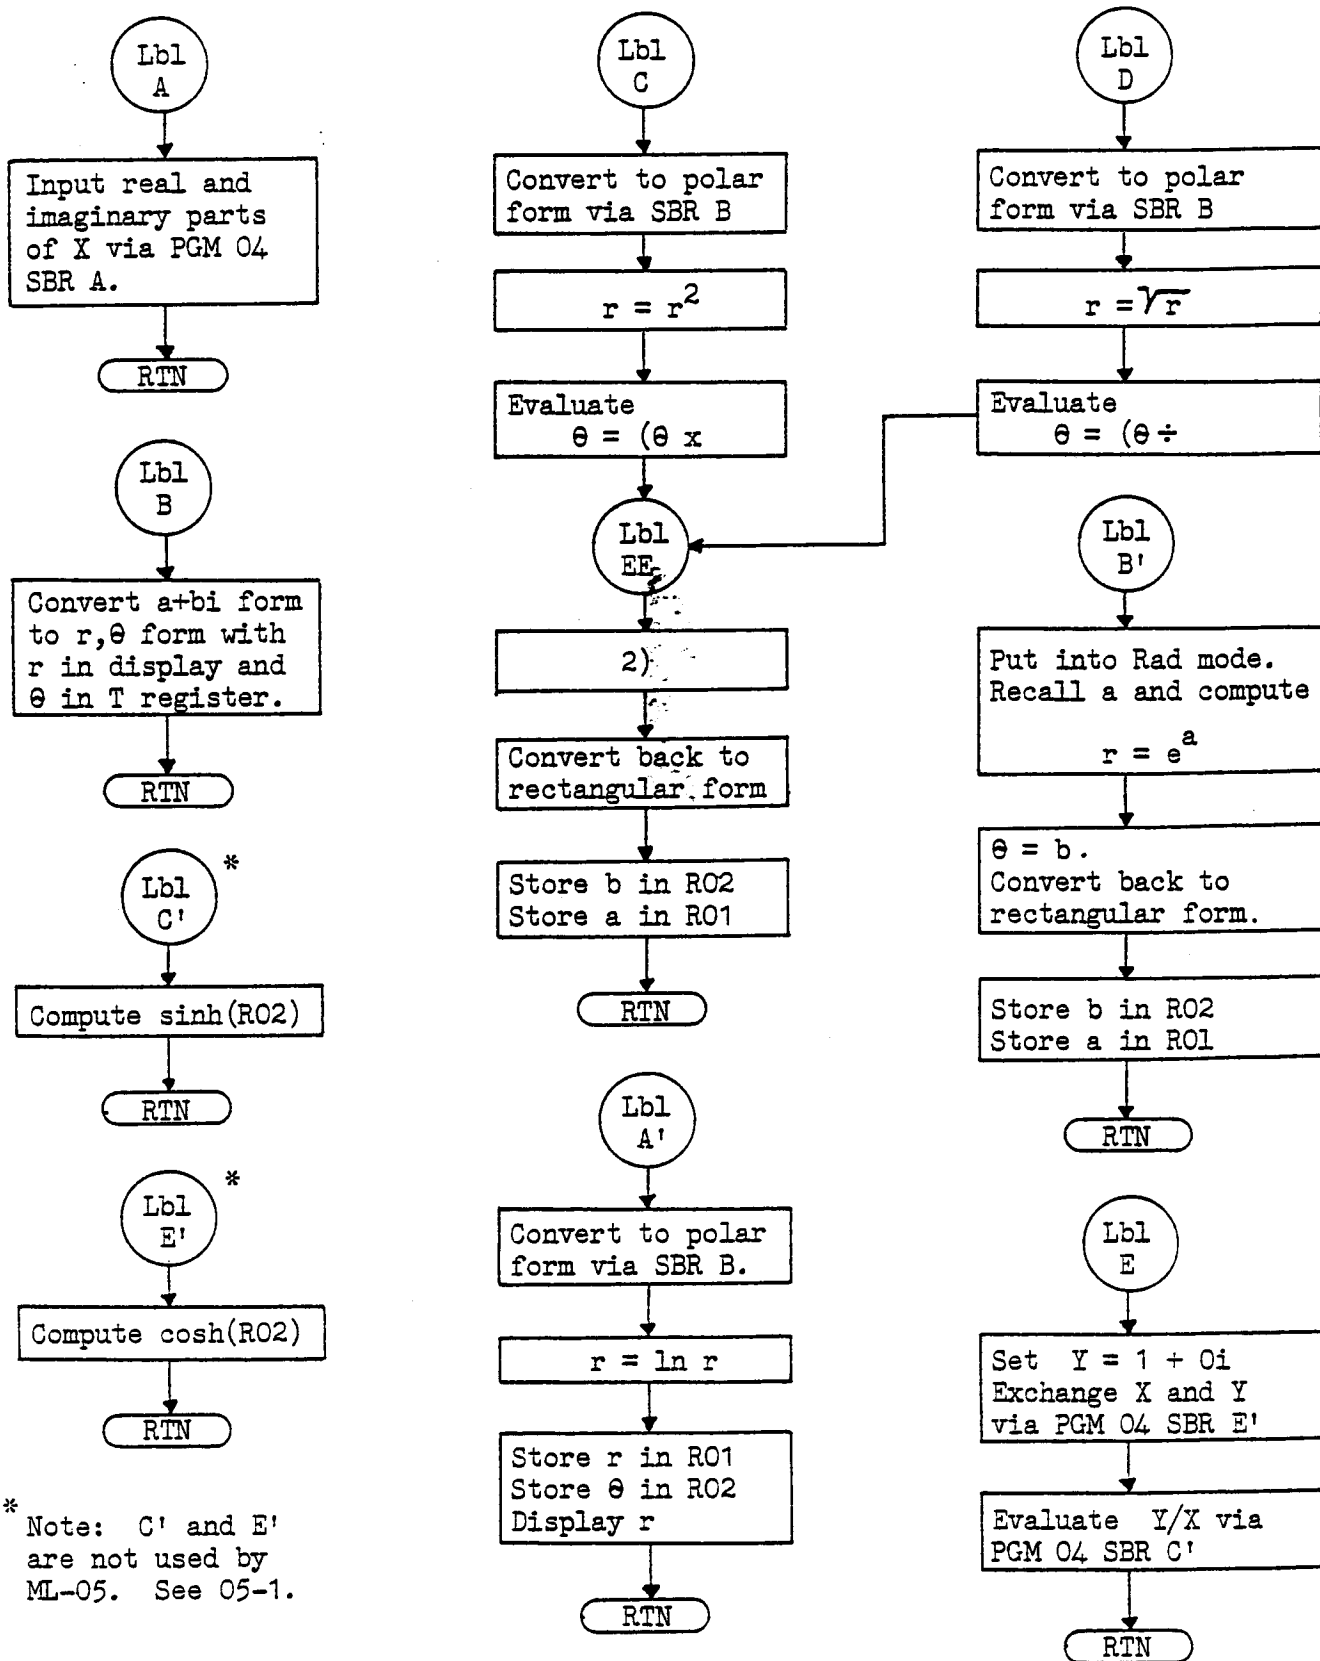 Lbl
A
Input real and
imaginary parts
of X via PGM 04
SBR A.
RTN
Lbl
B
Convert a+bi form
to r,θ form with
r in display and
θ in T register.
RTN
Lbl
C'
*
Compute sinh(R02)
RTN
Lbl
E'
*
Compute cosh(R02)
RTN
* Note: C' and E'
are not used by
ML-05. See 05-1.
Lbl
C
Convert to polar
form via SBR B
r = r²
Evaluate
θ = (θ x
Lbl
EE
2)
Convert back to
rectangular form
Store b in R02
Store a in R01
RTN
Lbl
A'
Convert to polar
form via SBR B.
r = ln r
Store r in R01
Store θ in R02
Display r
RTN
Lbl
D
Convert to polar
form via SBR B
r = √r
Evaluate
θ = (θ ÷
Lbl
B'
Put into Rad mode.
Recall a and compute
r = eᵃ
θ = b.
Convert back to
rectangular form.
Store b in R02
Store a in R01
RTN
Lbl
E
Set Y = 1 + 0i
Exchange X and Y
via PGM 04 SBR E'
Evaluate Y/X via
PGM 04 SBR C'
RTN